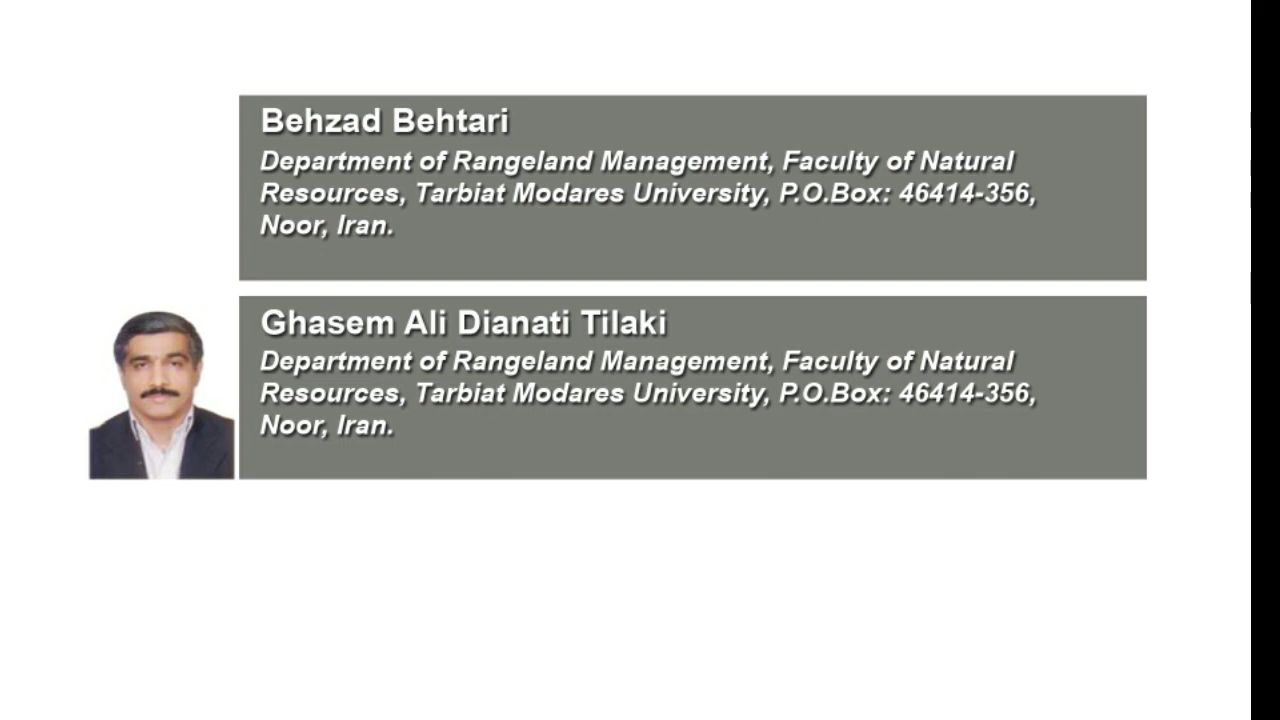 Behzad Behtari
Department of Rangeland Management, Faculty of Natural
Resources, Tarbiat Modares University, P.O.Box: 46414-356,
Noor, Iran.
Ghasem Ali Dianati Tilaki
Department of Rangeland Management, Faculty of Natural
Resources, Tarbiat Modares University, P.O.Box: 46414-356,
Noor, Iran.